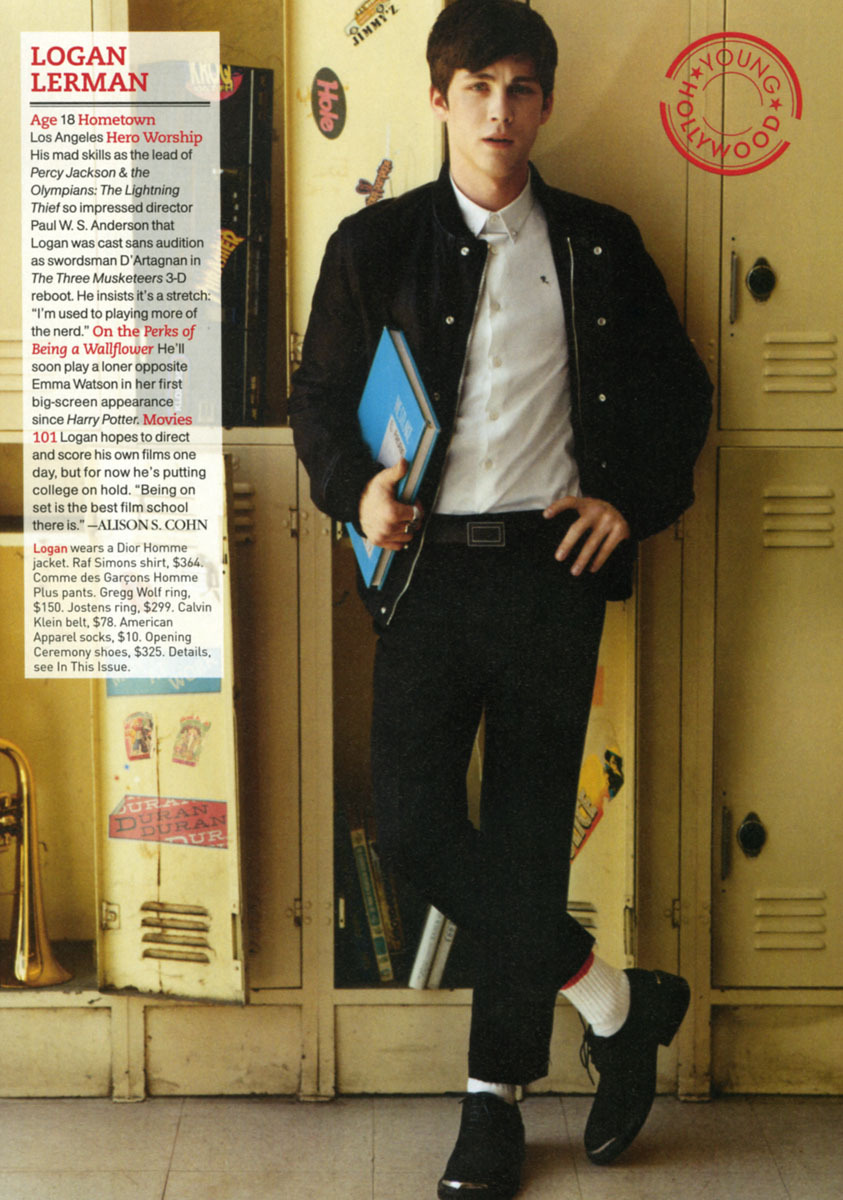 LOGAN
LERMAN
Age 18 Hometown
Los Angeles Hero Worship
His mad skills as the lead of
Percy Jackson & the
Olympians: The Lightning
Thief so impressed director
Paul W. S. Anderson that
Logan was cast sans audition
as swordsman D'Artagnan in
The Three Musketeers 3-D
reboot. He insists it's a stretch:
"I'm used to playing more of
the nerd." On the Perks of
Being a Wallflower He'll
soon play a loner opposite
Emma Watson in her first
big-screen appearance
since Harry Potter. Movies
101 Logan hopes to direct
and score his own films one
day, but for now he's putting
college on hold. "Being on
set is the best film school
there is." —ALISON S. COHN
Logan wears a Dior Homme
jacket. Raf Simons shirt, $364.
Comme des Garçons Homme
Plus pants. Gregg Wolf ring,
$150. Jostens ring, $299. Calvin
Klein belt, $78. American
Apparel socks, $10. Opening
Ceremony shoes, $325. Details,
see In This Issue.
JIMMY'Z
Hole
YOUNG
HOLLYWOOD
DURAN
DURAN
DURAN
DUR